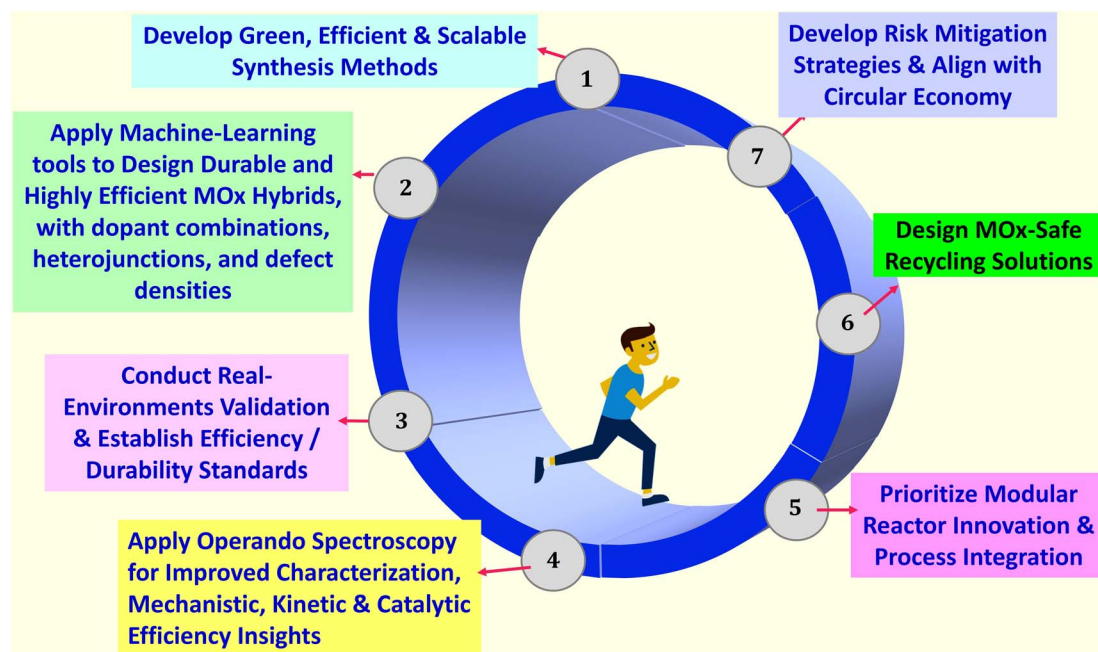 1
Develop Green, Efficient & Scalable
Synthesis Methods
2
Apply Machine-Learning
tools to Design Durable and
Highly Efficient MOx Hybrids,
with dopant combinations,
heterojunctions, and defect
densities
3
Conduct Real-
Environments Validation
& Establish Efficiency /
Durability Standards
4
Apply Operando Spectroscopy
for Improved Characterization,
Mechanistic, Kinetic & Catalytic
Efficiency Insights
5
Prioritize Modular
Reactor Innovation &
Process Integration
6
Design MOx-Safe
Recycling Solutions
7
Develop Risk Mitigation
Strategies & Align with
Circular Economy